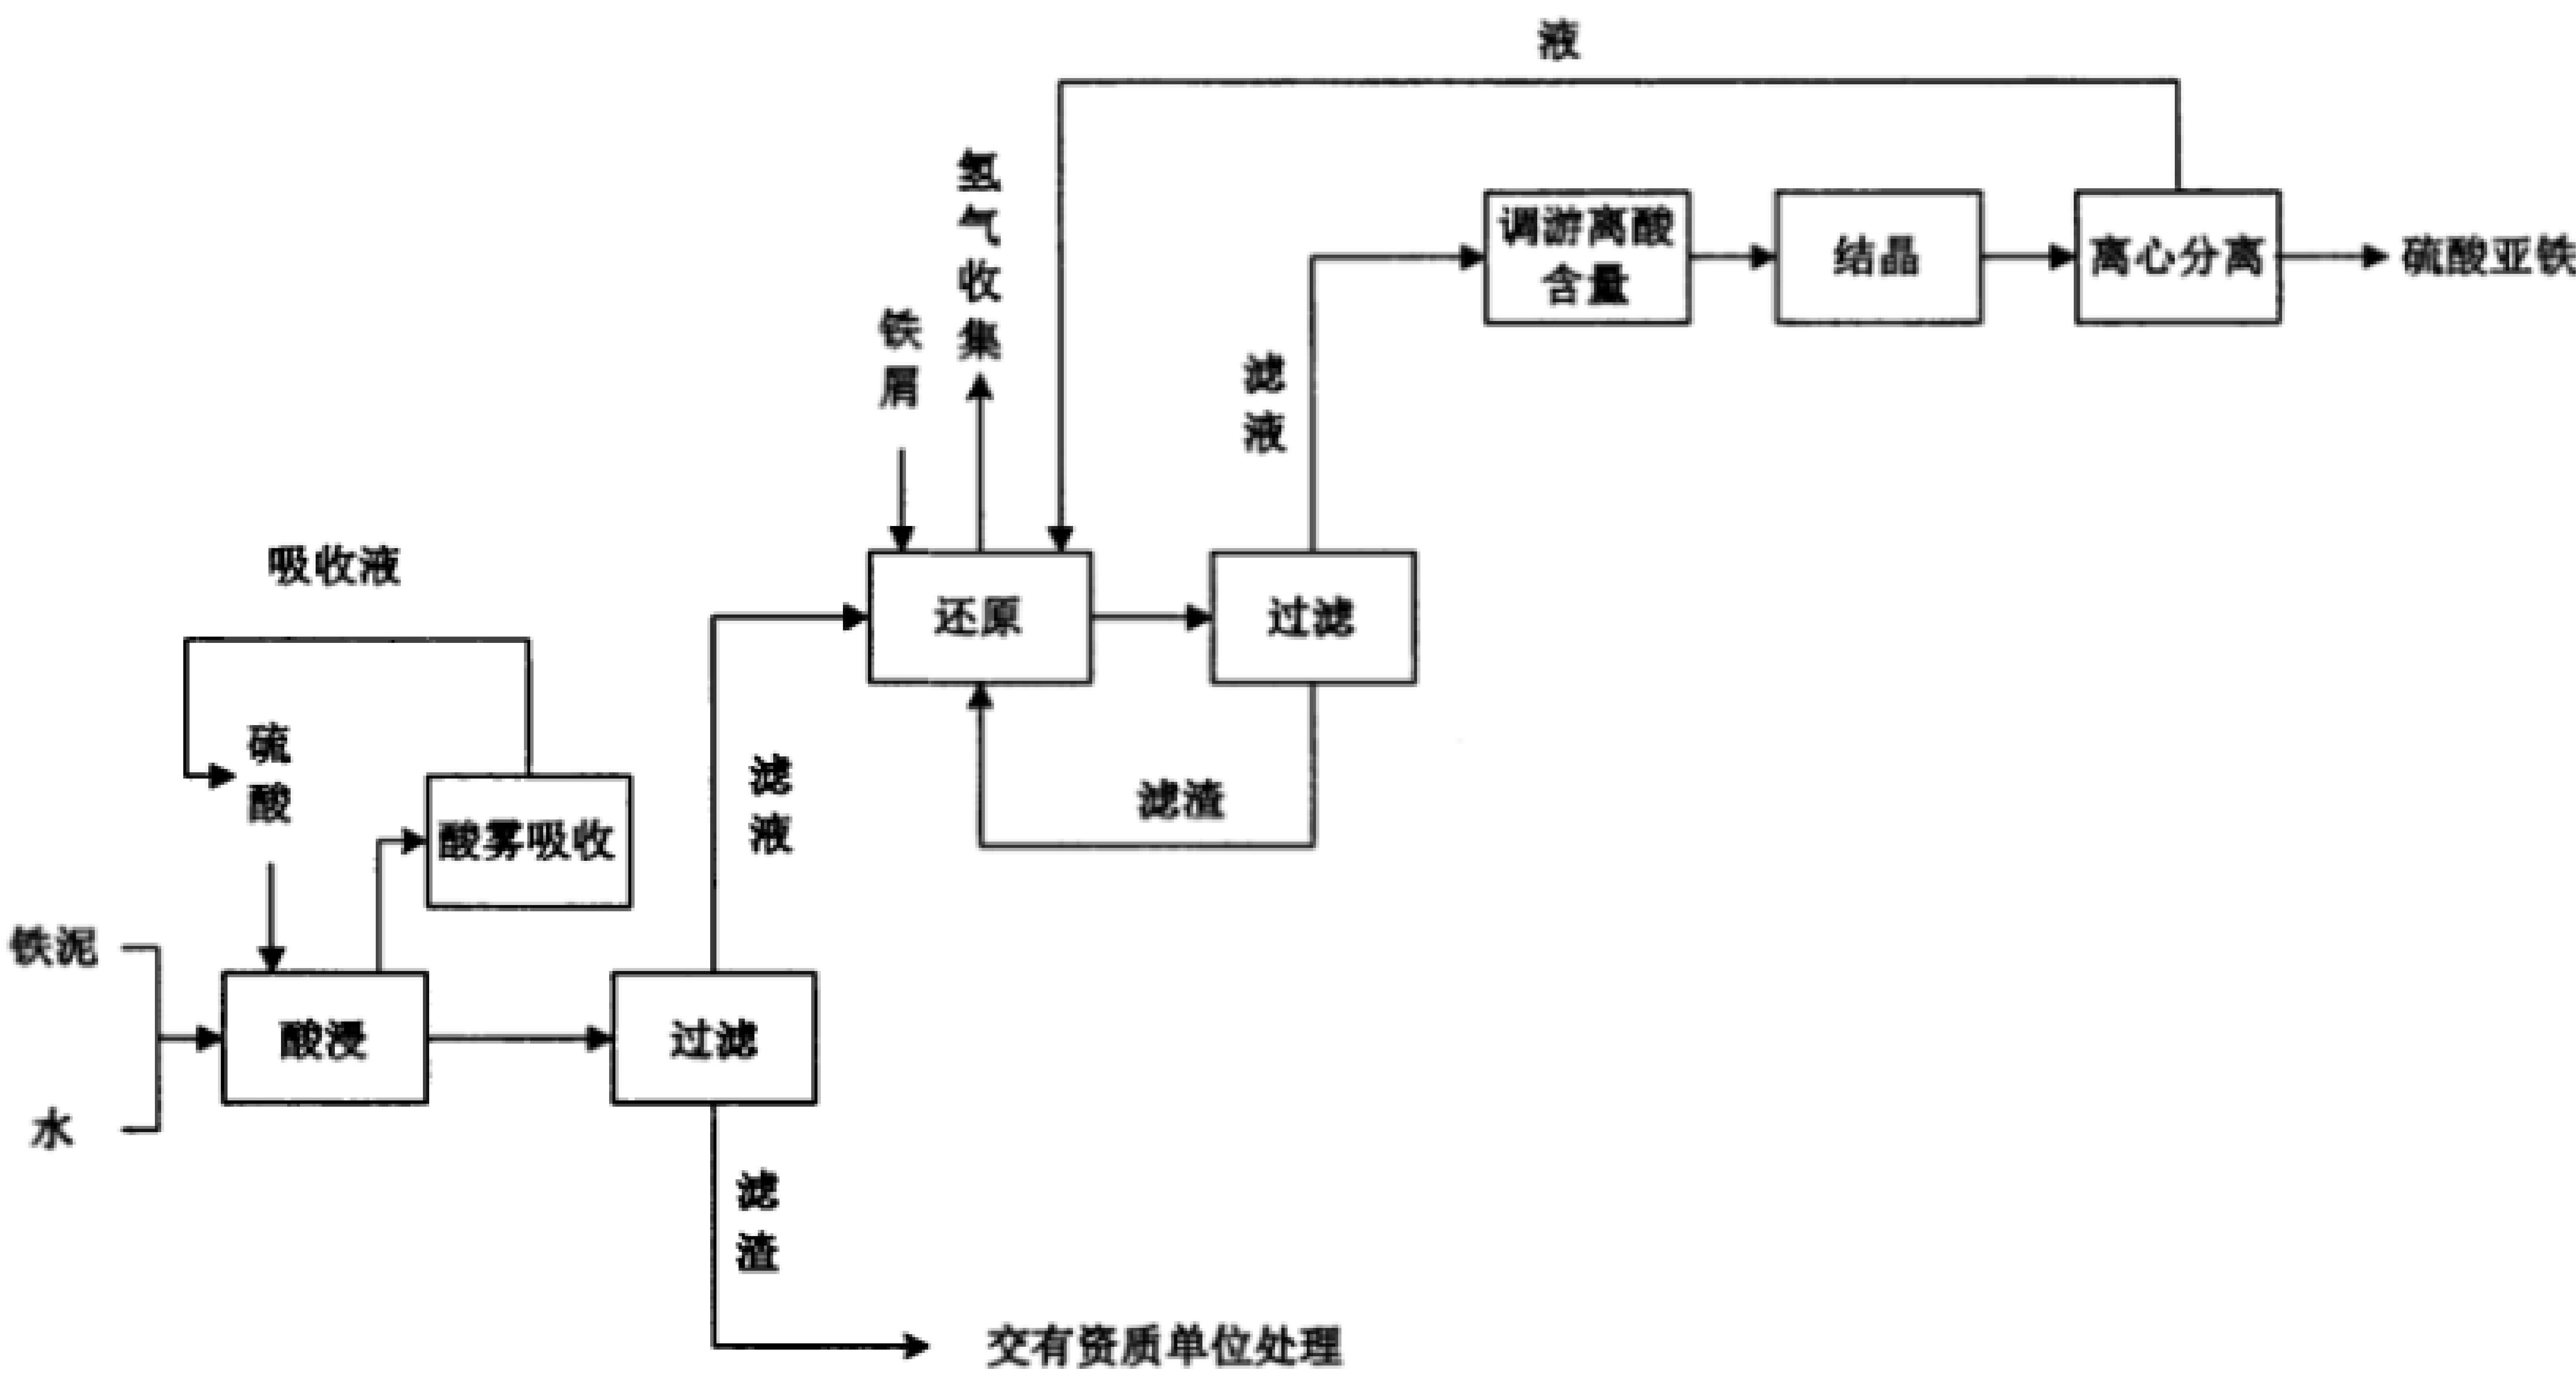 液
氢气收集
铁屑
调游离酸
含量
结晶
离心分离
硫酸亚铁
滤液
吸收液
还原
过滤
硫酸
滤液
滤渣
酸雾吸收
铁泥
酸浸
过滤
水
滤渣
交有资质单位处理